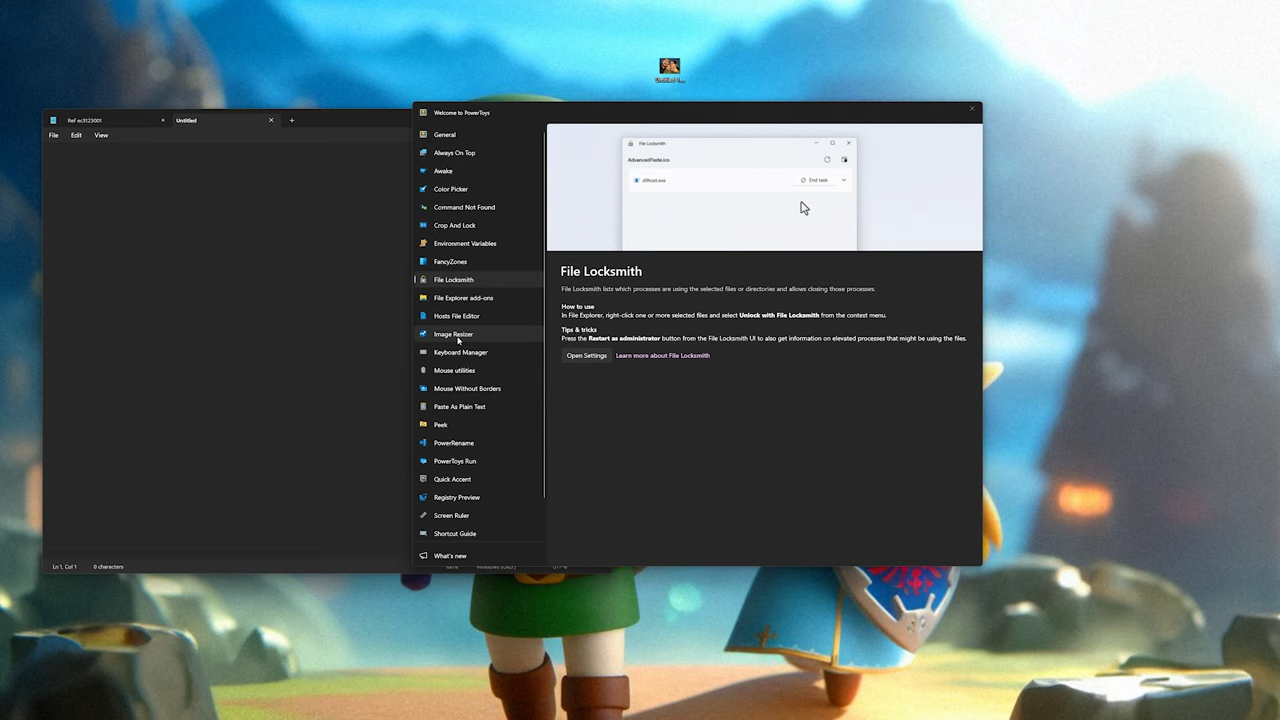 Ref ec3123001
Untitled
File Edit View
Ln 1, Col 1 0 characters
Welcome to PowerToys
General
Always On Top
Awake
Color Picker
Command Not Found
Crop And Lock
Environment Variables
FancyZones
File Locksmith
File Explorer add-ons
Hosts File Editor
Image Resizer
Keyboard Manager
Mouse utilities
Mouse Without Borders
Paste As Plain Text
Peek
PowerRename
PowerToys Run
Quick Accent
Registry Preview
Screen Ruler
Shortcut Guide
What's new
File Locksmith
AdvancedPaste.ico
dllhost.exe
End task
File Locksmith
File Locksmith lists which processes are using the selected files or directories and allows closing those processes.
How to use
In File Explorer, right-click one or more selected files and select Unlock with File Locksmith from the context menu.
Tips & tricks
Press the Restart as administrator button from the File Locksmith UI to also get information on elevated processes that might be using the files.
Open Settings Learn more about File Locksmith